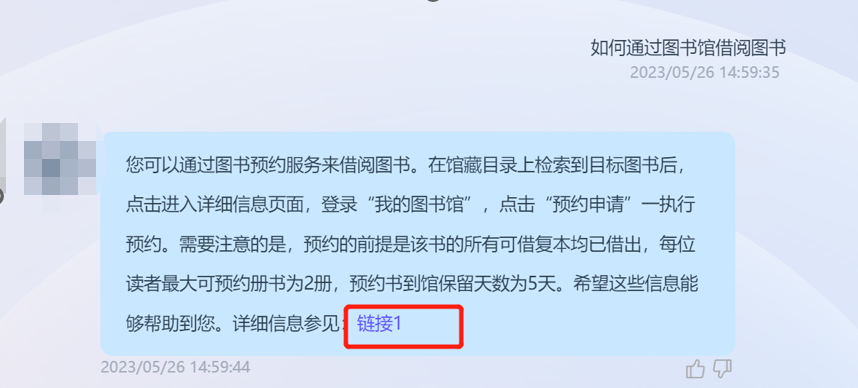 如何通过图书馆借阅图书
2023/05/26 14:59:35
您可以通过图书预约服务来借阅图书。在馆藏目录上检索到目标图书后，
点击进入详细信息页面，登录“我的图书馆”，点击“预约申请”一执行
预约。需要注意的是，预约的前提是该书的所有可借复本均已借出，每位
读者最大可预约册书为2册，预约书到馆保留天数为5天。希望这些信息能
够帮助到您。详细信息参见：链接1
2023/05/26 14:59:44